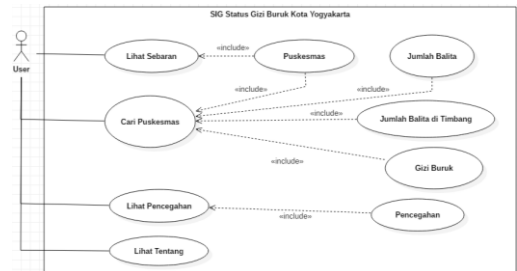 SIG Status Gizi Buruk Kota Yogyakarta
User
Lihat Sebaran
«include»
Puskesmas
Jumlah Balita
«include»
«include»
Cari Puskesmas
Jumlah Balita di Timbang
«include»
Gizi Buruk
Lihat Pencegahan
«include»
Pencegahan
Lihat Tentang